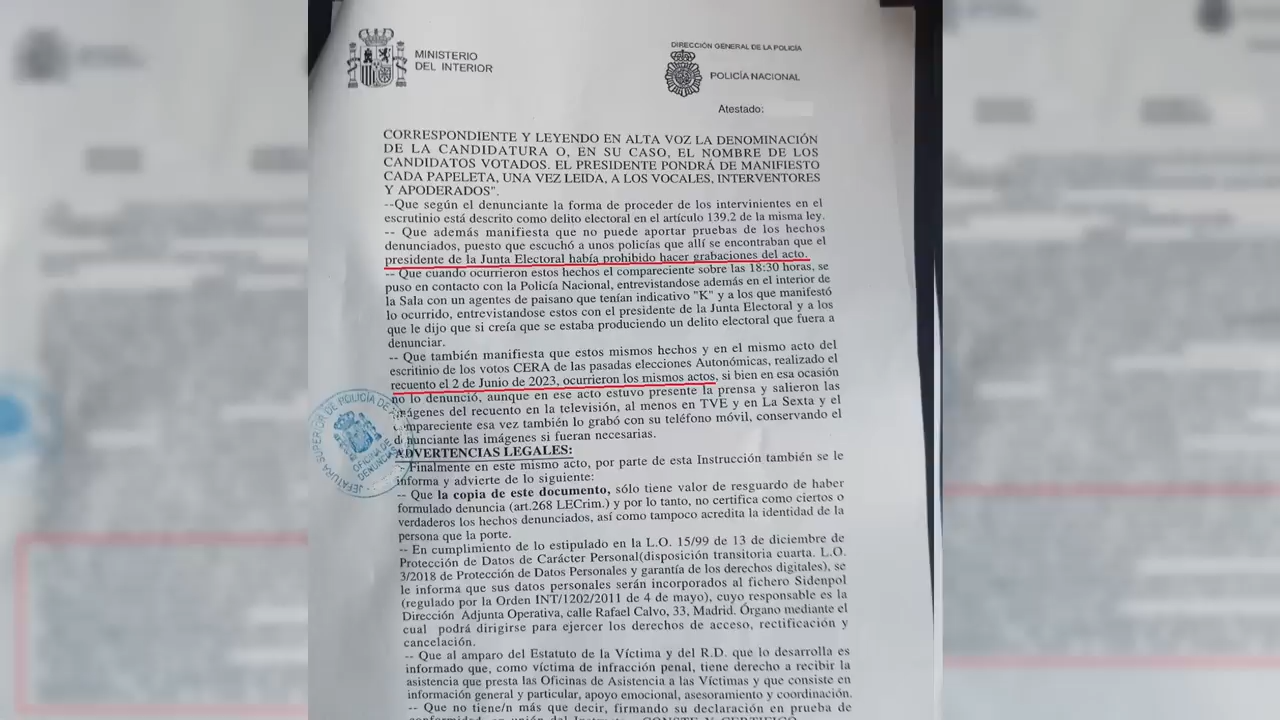 MINISTERIO
DEL INTERIOR
DIRECCIÓN GENERAL DE LA POLICÍA
POLICÍA NACIONAL
Atestado:
CORRESPONDIENTE Y LEYENDO EN ALTA VOZ LA DENOMINACIÓN
DE LA CANDIDATURA O, EN SU CASO, EL NOMBRE DE LOS
CANDIDATOS VOTADOS. EL PRESIDENTE PONDRÁ DE MANIFIESTO
CADA PAPELETA, UNA VEZ LEIDA, A LOS VOCALES, INTERVENTORES
Y APODERADOS".
--Que según el denunciante la forma de proceder de los intervinientes en el
escrutinio está descrito como delito electoral en el artículo 139.2 de la misma ley.
-- Que además manifiesta que no puede aportar pruebas de los hechos
denunciados, puesto que escuchó a unos policías que allí se encontraban que el
presidente de la Junta Electoral había prohibido hacer grabaciones del acto.
-- Que cuando ocurrieron estos hechos el compareciente sobre las 18:30 horas, se
puso en contacto con la Policía Nacional, entrevistandose además en el interior de
la Sala con un agentes de paisano que tenían indicativo "K" y a los que manifestó
lo ocurrido, entrevistandose estos con el presidente de la Junta Electoral y a los
que le dijo que si creía que se estaba produciendo un delito electoral que fuera a
denunciar.
-- Que también manifiesta que estos mismos hechos y en el mismo acto del
escritinio de los votos CERA de las pasadas elecciones Autonómicas, realizado el
recuento el 2 de Junio de 2023, ocurrieron los mismos actos, si bien en esa ocasión
no lo denunció, aunque en ese acto estuvo presente la prensa y salieron las
imágenes del recuento en la televisión, al menos en TVE y en La Sexta y el
compareciente esa vez también lo grabó con su teléfono móvil, conservando el
denunciante las imágenes si fueran necesarias.
ADVERTENCIAS LEGALES:
-- Finalmente en este mismo acto, por parte de esta Instrucción también se le
informa y advierte de lo siguiente:
-- Que la copia de este documento, sólo tiene valor de resguardo de haber
formulado denuncia (art.268 LECrim.) y por lo tanto, no certifica como ciertos o
verdaderos los hechos denunciados, así como tampoco acredita la identidad de la
persona que la porte.
-- En cumplimiento de lo estipulado en la L.O. 15/99 de 13 de diciembre de
Protección de Datos de Carácter Personal(disposición transitoria cuarta. L.O.
3/2018 de Protección de Datos Personales y garantía de los derechos digitales), se
le informa que sus datos personales serán incorporados al fichero Sidenpol
(regulado por la Orden INT/1202/2011 de 4 de mayo), cuyo responsable es la
Dirección Adjunta Operativa, calle Rafael Calvo, 33, Madrid. Órgano mediante el
cual podrá dirigirse para ejercer los derechos de acceso, rectificación y
cancelación.
-- Que al amparo del Estatuto de la Víctima y del R.D. que lo desarrolla es
informado que, como víctima de infracción penal, tiene derecho a recibir la
asistencia que presta las Oficinas de Asistencia a las Víctimas y que consiste en
información general y particular, apoyo emocional, asesoramiento y coordinación.
-- Que no tiene/n más que decir, firmando su declaración en prueba de
JEFATURA SUPERIOR DE POLICÍA DE
OFICINA DE
DENUNCIAS